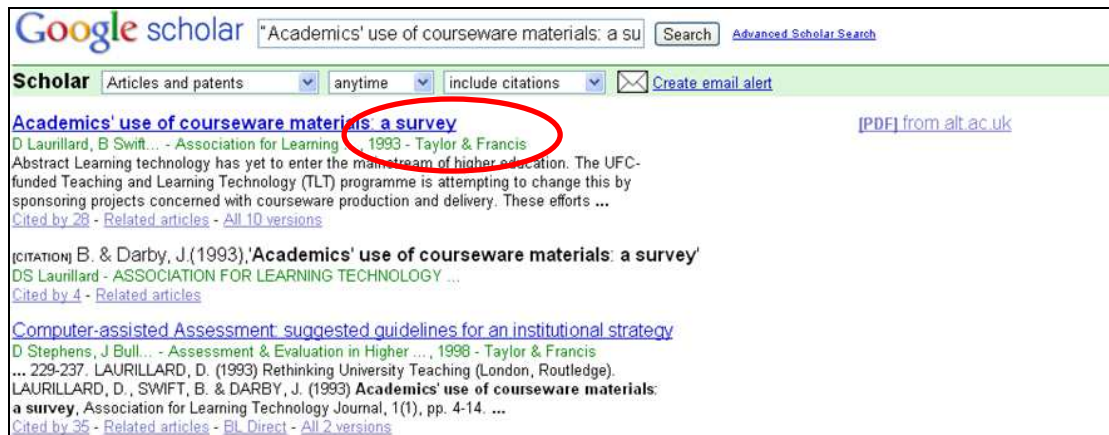 Google scholar "Academics' use of courseware materials: a su Search Advanced Scholar Search
Scholar Articles and patents anytime include citations Create email alert
Academics' use of courseware materials: a survey [PDF] from alt.ac.uk
D Laurillard, B Swift... - Association for Learning ..., 1993 - Taylor & Francis
Abstract Learning technology has yet to enter the mainstream of higher education. The UFC-
funded Teaching and Learning Technology (TLT) programme is attempting to change this by
sponsoring projects concerned with courseware production and delivery. These efforts ...
Cited by 28 - Related articles - All 10 versions
[CITATION] B. & Darby, J.(1993),'Academics' use of courseware materials: a survey'
DS Laurillard - ASSOCIATION FOR LEARNING TECHNOLOGY ...
Cited by 4 - Related articles
Computer-assisted Assessment: suggested guidelines for an institutional strategy
D Stephens, J Bull... - Assessment & Evaluation in Higher ..., 1998 - Taylor & Francis
... 229-237. LAURILLARD, D. (1993) Rethinking University Teaching (London, Routledge).
LAURILLARD, D., SWIFT, B. & DARBY, J. (1993) Academics' use of courseware materials:
a survey, Association for Learning Technology Journal, 1(1), pp. 4-14. ...
Cited by 35 - Related articles - BL Direct - All 2 versions